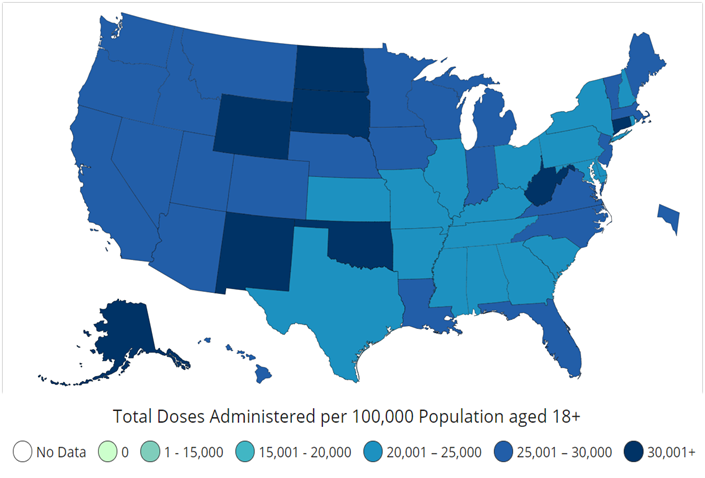 Total Doses Administered per 100,000 Population aged 18+
No Data 0 1 - 15,000 15,001 - 20,000 20,001 – 25,000 25,001 – 30,000 30,001+